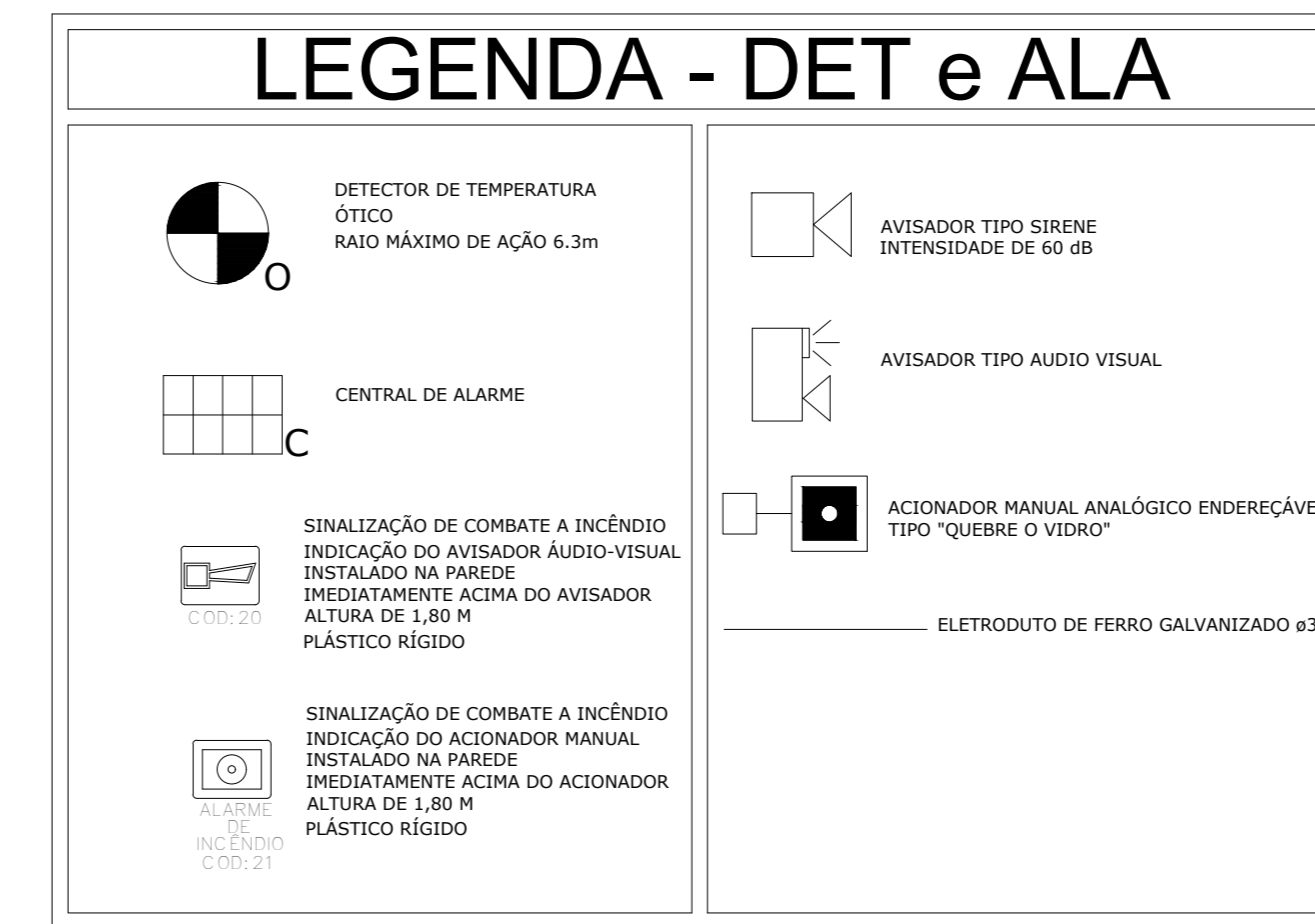 LEGENDA - DET e ALA
DETECTOR DE TEMPERATURA
ÓTICO
RAIO MÁXIMO DE AÇÃO 6.3m
O
CENTRAL DE ALARME
C
SINALIZAÇÃO DE COMBATE A INCÊNDIO
INDICAÇÃO DO AVISADOR ÁUDIO-VISUAL
INSTALADO NA PAREDE
IMEDIATAMENTE ACIMA DO AVISADOR
ALTURA DE 1,80 M
PLÁSTICO RÍGIDO
COD: 20
SINALIZAÇÃO DE COMBATE A INCÊNDIO
INDICAÇÃO DO ACIONADOR MANUAL
INSTALADO NA PAREDE
IMEDIATAMENTE ACIMA DO ACIONADOR
ALTURA DE 1,80 M
PLÁSTICO RÍGIDO
ALARME
DE
INCÊNDIO
COD: 21
AVISADOR TIPO SIRENE
INTENSIDADE DE 60 dB
AVISADOR TIPO AUDIO VISUAL
ACIONADOR MANUAL ANALÓGICO ENDEREÇÁVE
TIPO "QUEBRE O VIDRO"
ELETRODUTO DE FERRO GALVANIZADO ø3